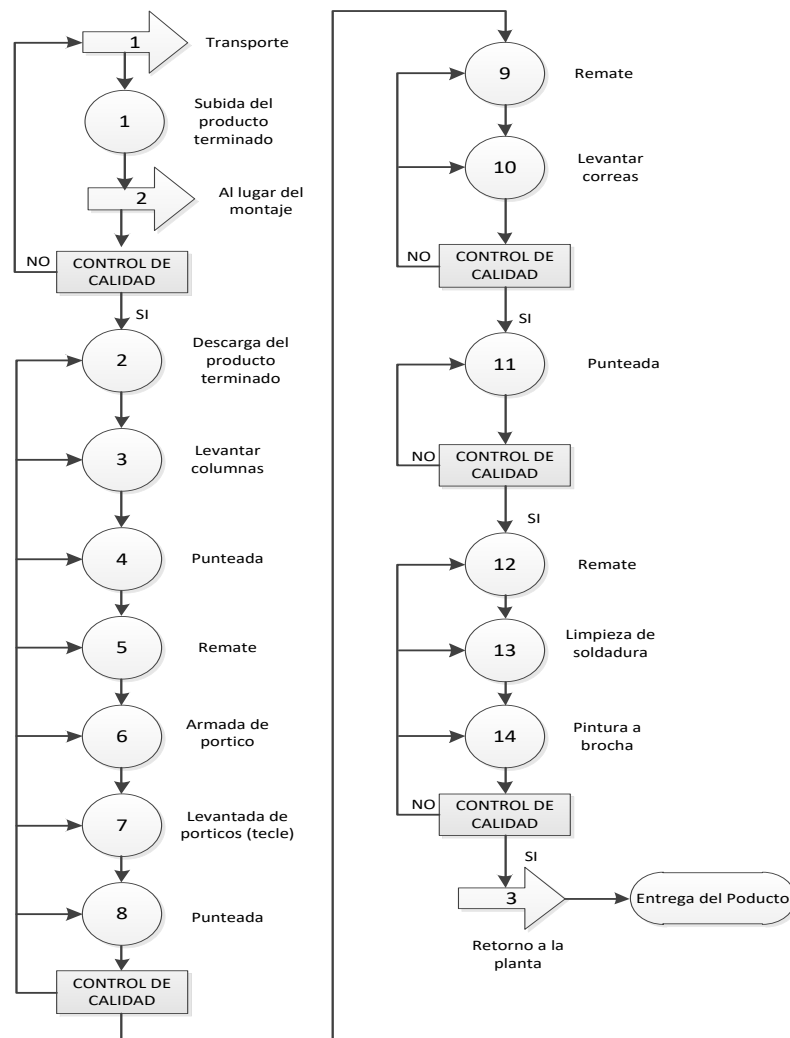 1
Transporte
1
Subida del
producto
terminado
2
Al lugar del
montaje
NO
CONTROL DE
CALIDAD
SI
2
Descarga del
producto
terminado
3
Levantar
columnas
4
Punteada
5
Remate
6
Armada de
portico
7
Levantada de
porticos (tecle)
8
Punteada
CONTROL DE
CALIDAD
9
Remate
10
Levantar
correas
NO
CONTROL DE
CALIDAD
SI
11
Punteada
NO
CONTROL DE
CALIDAD
SI
12
Remate
13
Limpieza de
soldadura
14
Pintura a
brocha
NO
CONTROL DE
CALIDAD
SI
3
Retorno a la
planta
Entrega del Poducto